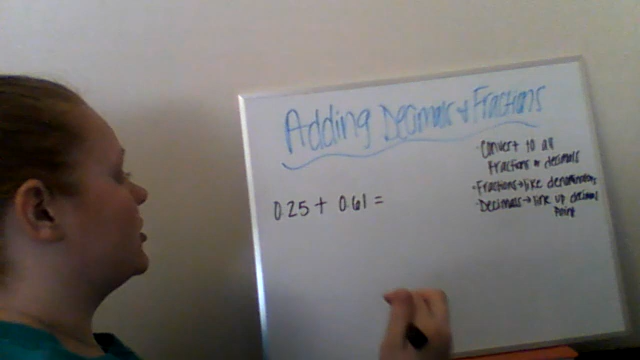 Adding Decimals & Fractions
· Convert to all
fractions or decimals
· Fractions → like denominators
· Decimals → line up decimal
point
0.25 + 0.61 =